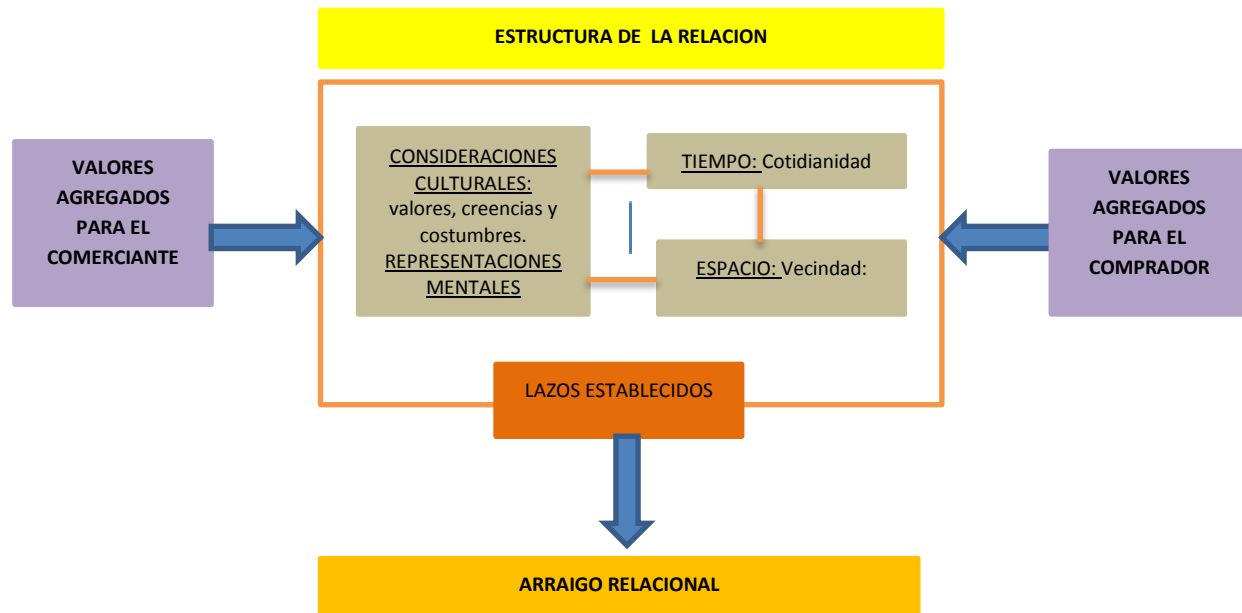 ESTRUCTURA DE LA RELACION
VALORES
AGREGADOS
PARA EL
COMERCIANTE
CONSIDERACIONES
CULTURALES:
valores, creencias y
costumbres.
REPRESENTACIONES
MENTALES
TIEMPO: Cotidianidad
ESPACIO: Vecindad:
VALORES
AGREGADOS
PARA EL
COMPRADOR
LAZOS ESTABLECIDOS
ARRAIGO RELACIONAL